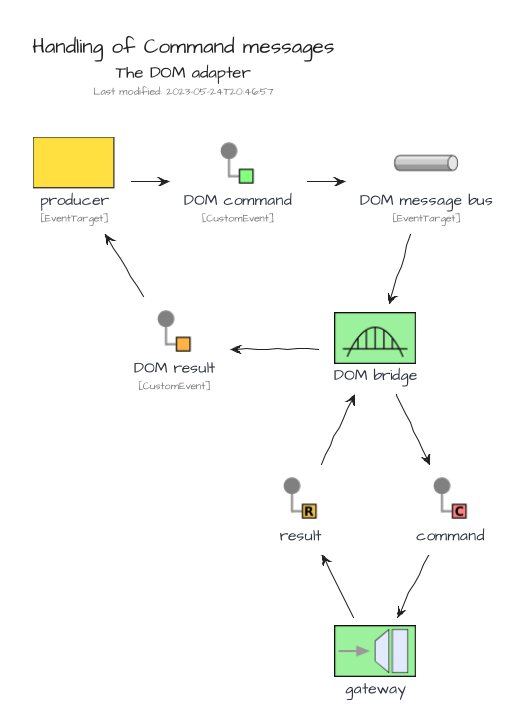 Handling of Command messages
The DOM adapter
Last modified: 2023-05-24T20:46:57
producer
[EventTarget]
DOM command
[CustomEvent]
DOM message bus
[EventTarget]
DOM result
[CustomEvent]
DOM bridge
R
result
C
command
gateway